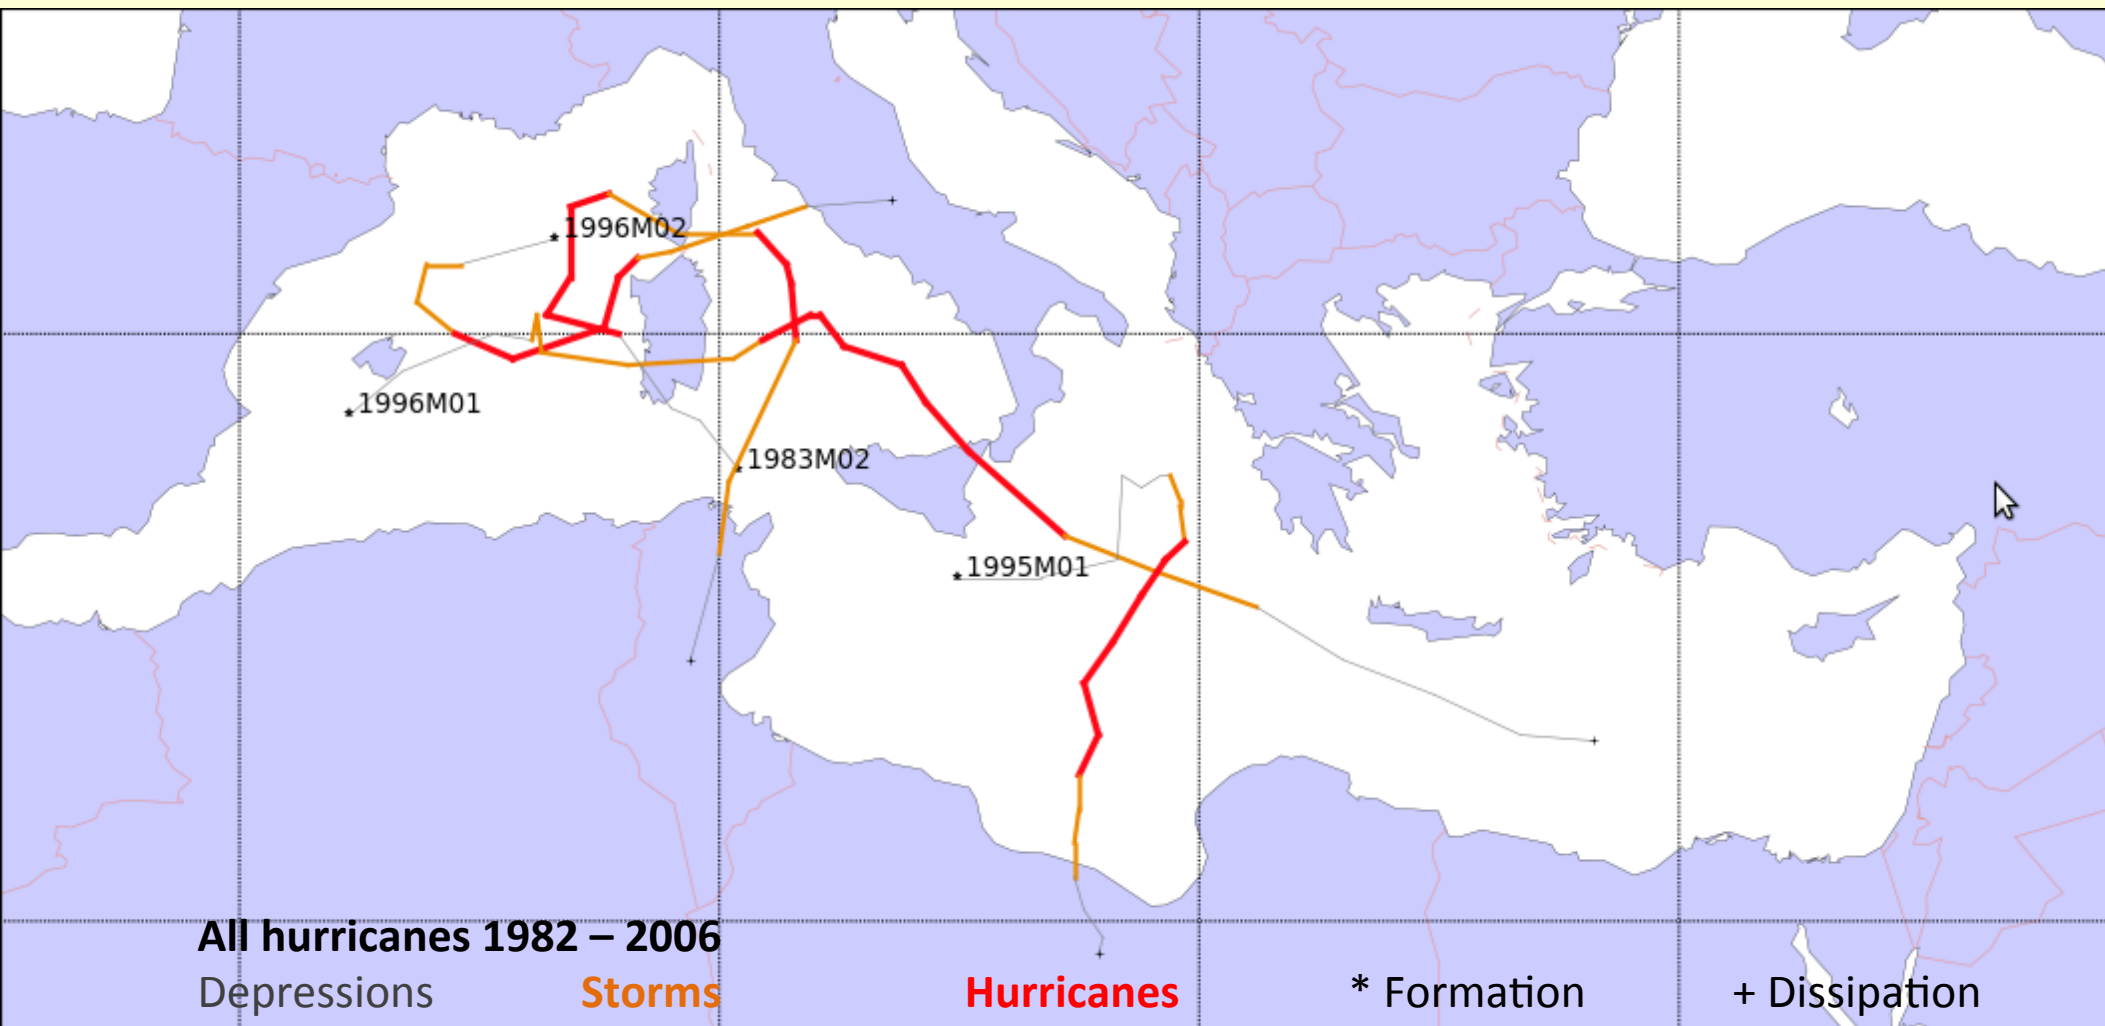 1996M02
1996M01
1983M02
1995M01
All hurricanes 1982 – 2006
Depressions Storms Hurricanes * Formation + Dissipation